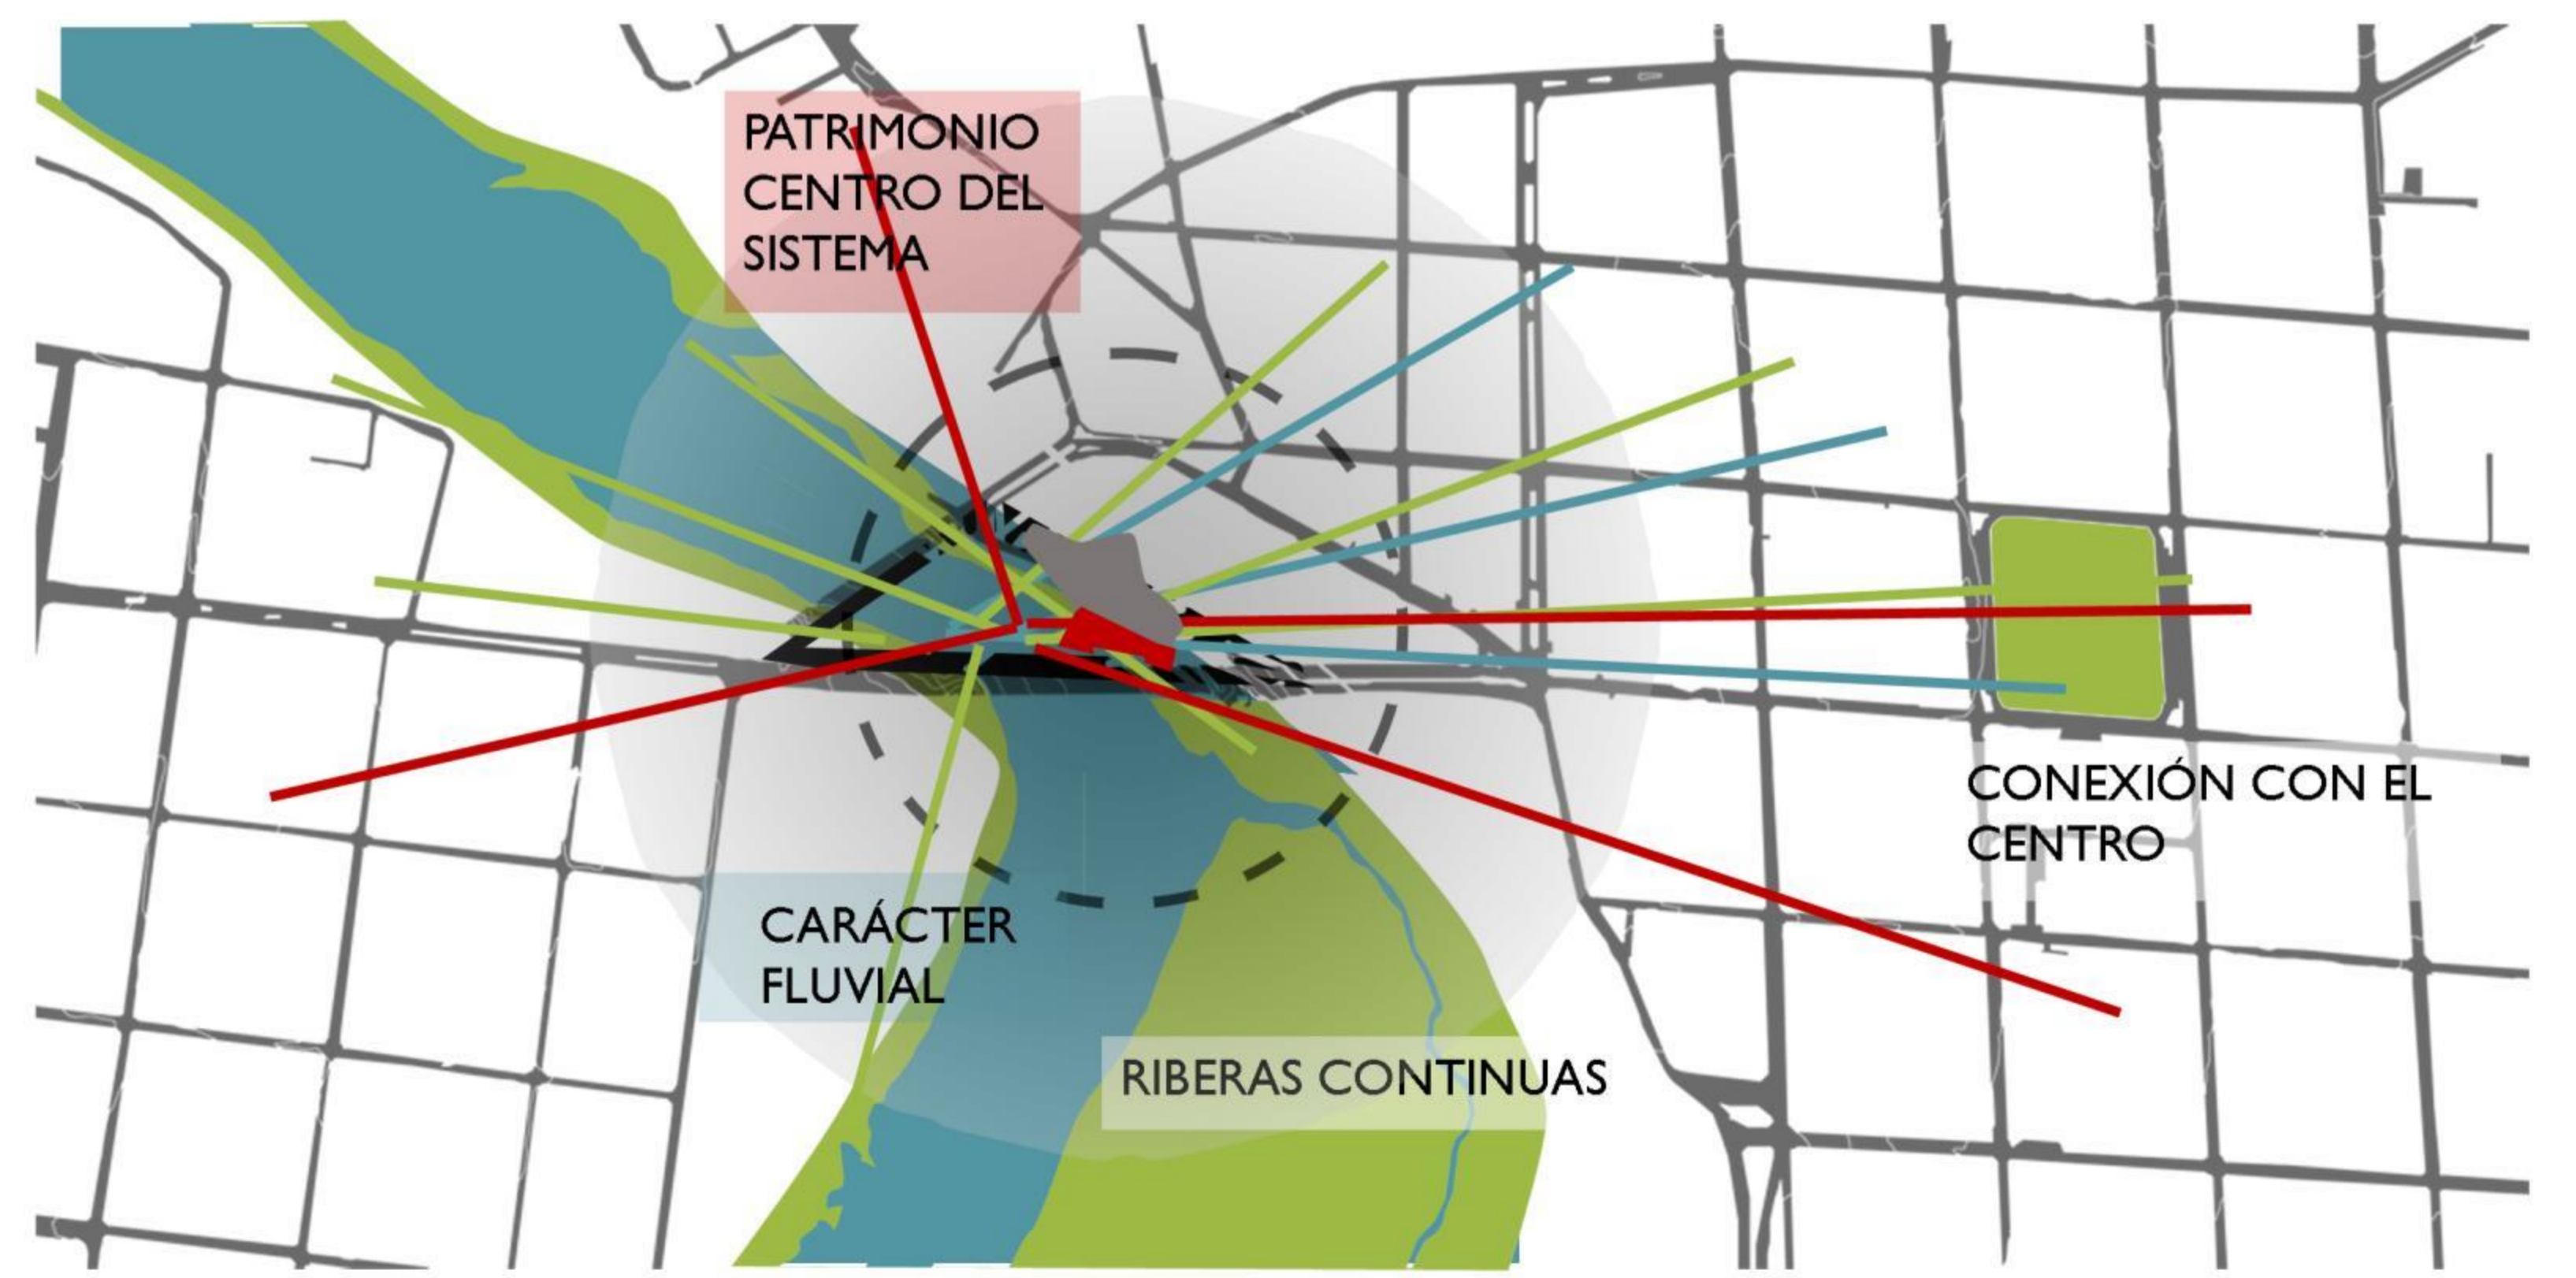 PATRIMONIO
CENTRO DEL
SISTEMA
CONEXIÓN CON EL
CENTRO
CARÁCTER
FLUVIAL
RIBERAS CONTINUAS